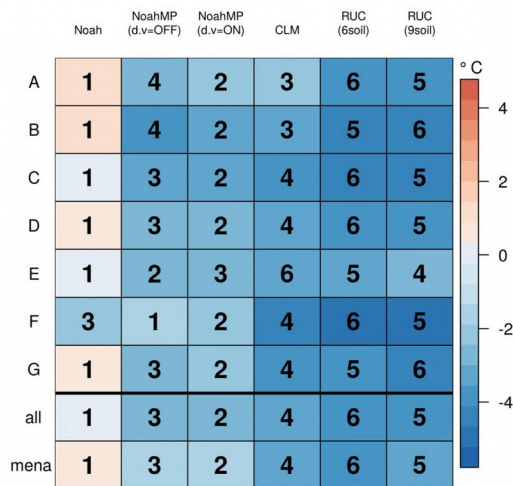 Noah NoahMP (d.v=OFF) NoahMP (d.v=ON) CLM RUC (6soil) RUC (9soil)
° C
A 1 4 2 3 6 5
B 1 4 2 3 5 6
C 1 3 2 4 6 5
D 1 3 2 4 6 5
E 1 2 3 6 5 4
F 3 1 2 4 6 5
G 1 3 2 4 5 6
all 1 3 2 4 6 5
mena 1 3 2 4 6 5
4
2
0
-2
-4